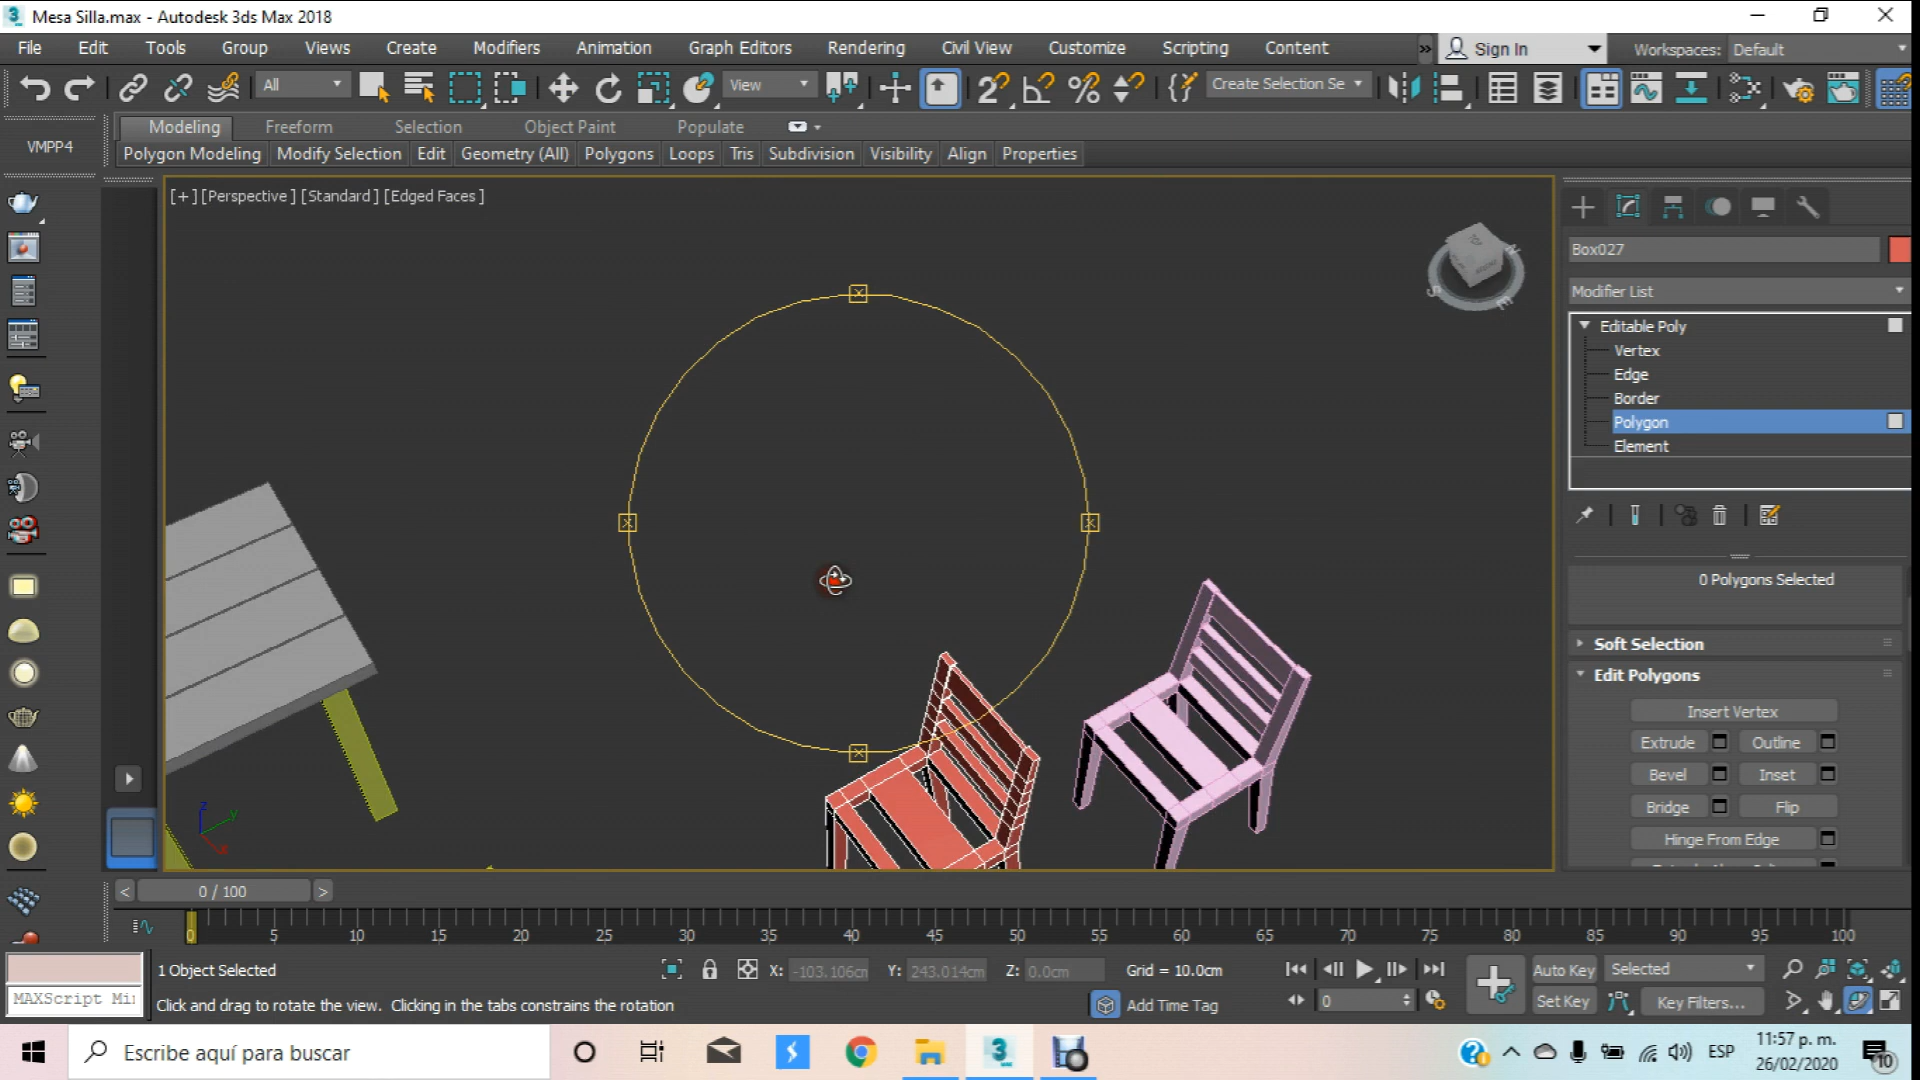 Mesa Silla.max - Autodesk 3ds Max 2018
File Edit Tools Group Views Create Modifiers Animation Graph Editors Rendering Civil View Customize Scripting Content » Sign In Workspaces: Default
All View Create Selection Se
Modeling Freeform Selection Object Paint Populate
VMPP4
Polygon Modeling Modify Selection Edit Geometry (All) Polygons Loops Tris Subdivision Visibility Align Properties
[+] [Perspective] [Standard] [Edged Faces]
Box027
Modifier List
Editable Poly
Vertex
Edge
Border
Polygon
Element
0 Polygons Selected
Soft Selection
Edit Polygons
Insert Vertex
Extrude Outline
Bevel Inset
Bridge Flip
Hinge From Edge
z y
< 0 / 100 >
0 5 10 15 20 25 30 35 40 45 50 55 60 65 70 75 80 85 90 95 100
1 Object Selected X: -103.106cm Y: 243.014cm Z: 0.0cm Grid = 10.0cm Auto Key Selected
MAXScript Mi
Click and drag to rotate the view. Clicking in the tabs constrains the rotation Add Time Tag 0 Set Key Key Filters...
Escribe aquí para buscar ESP 11:57 p. m.
26/02/2020 10